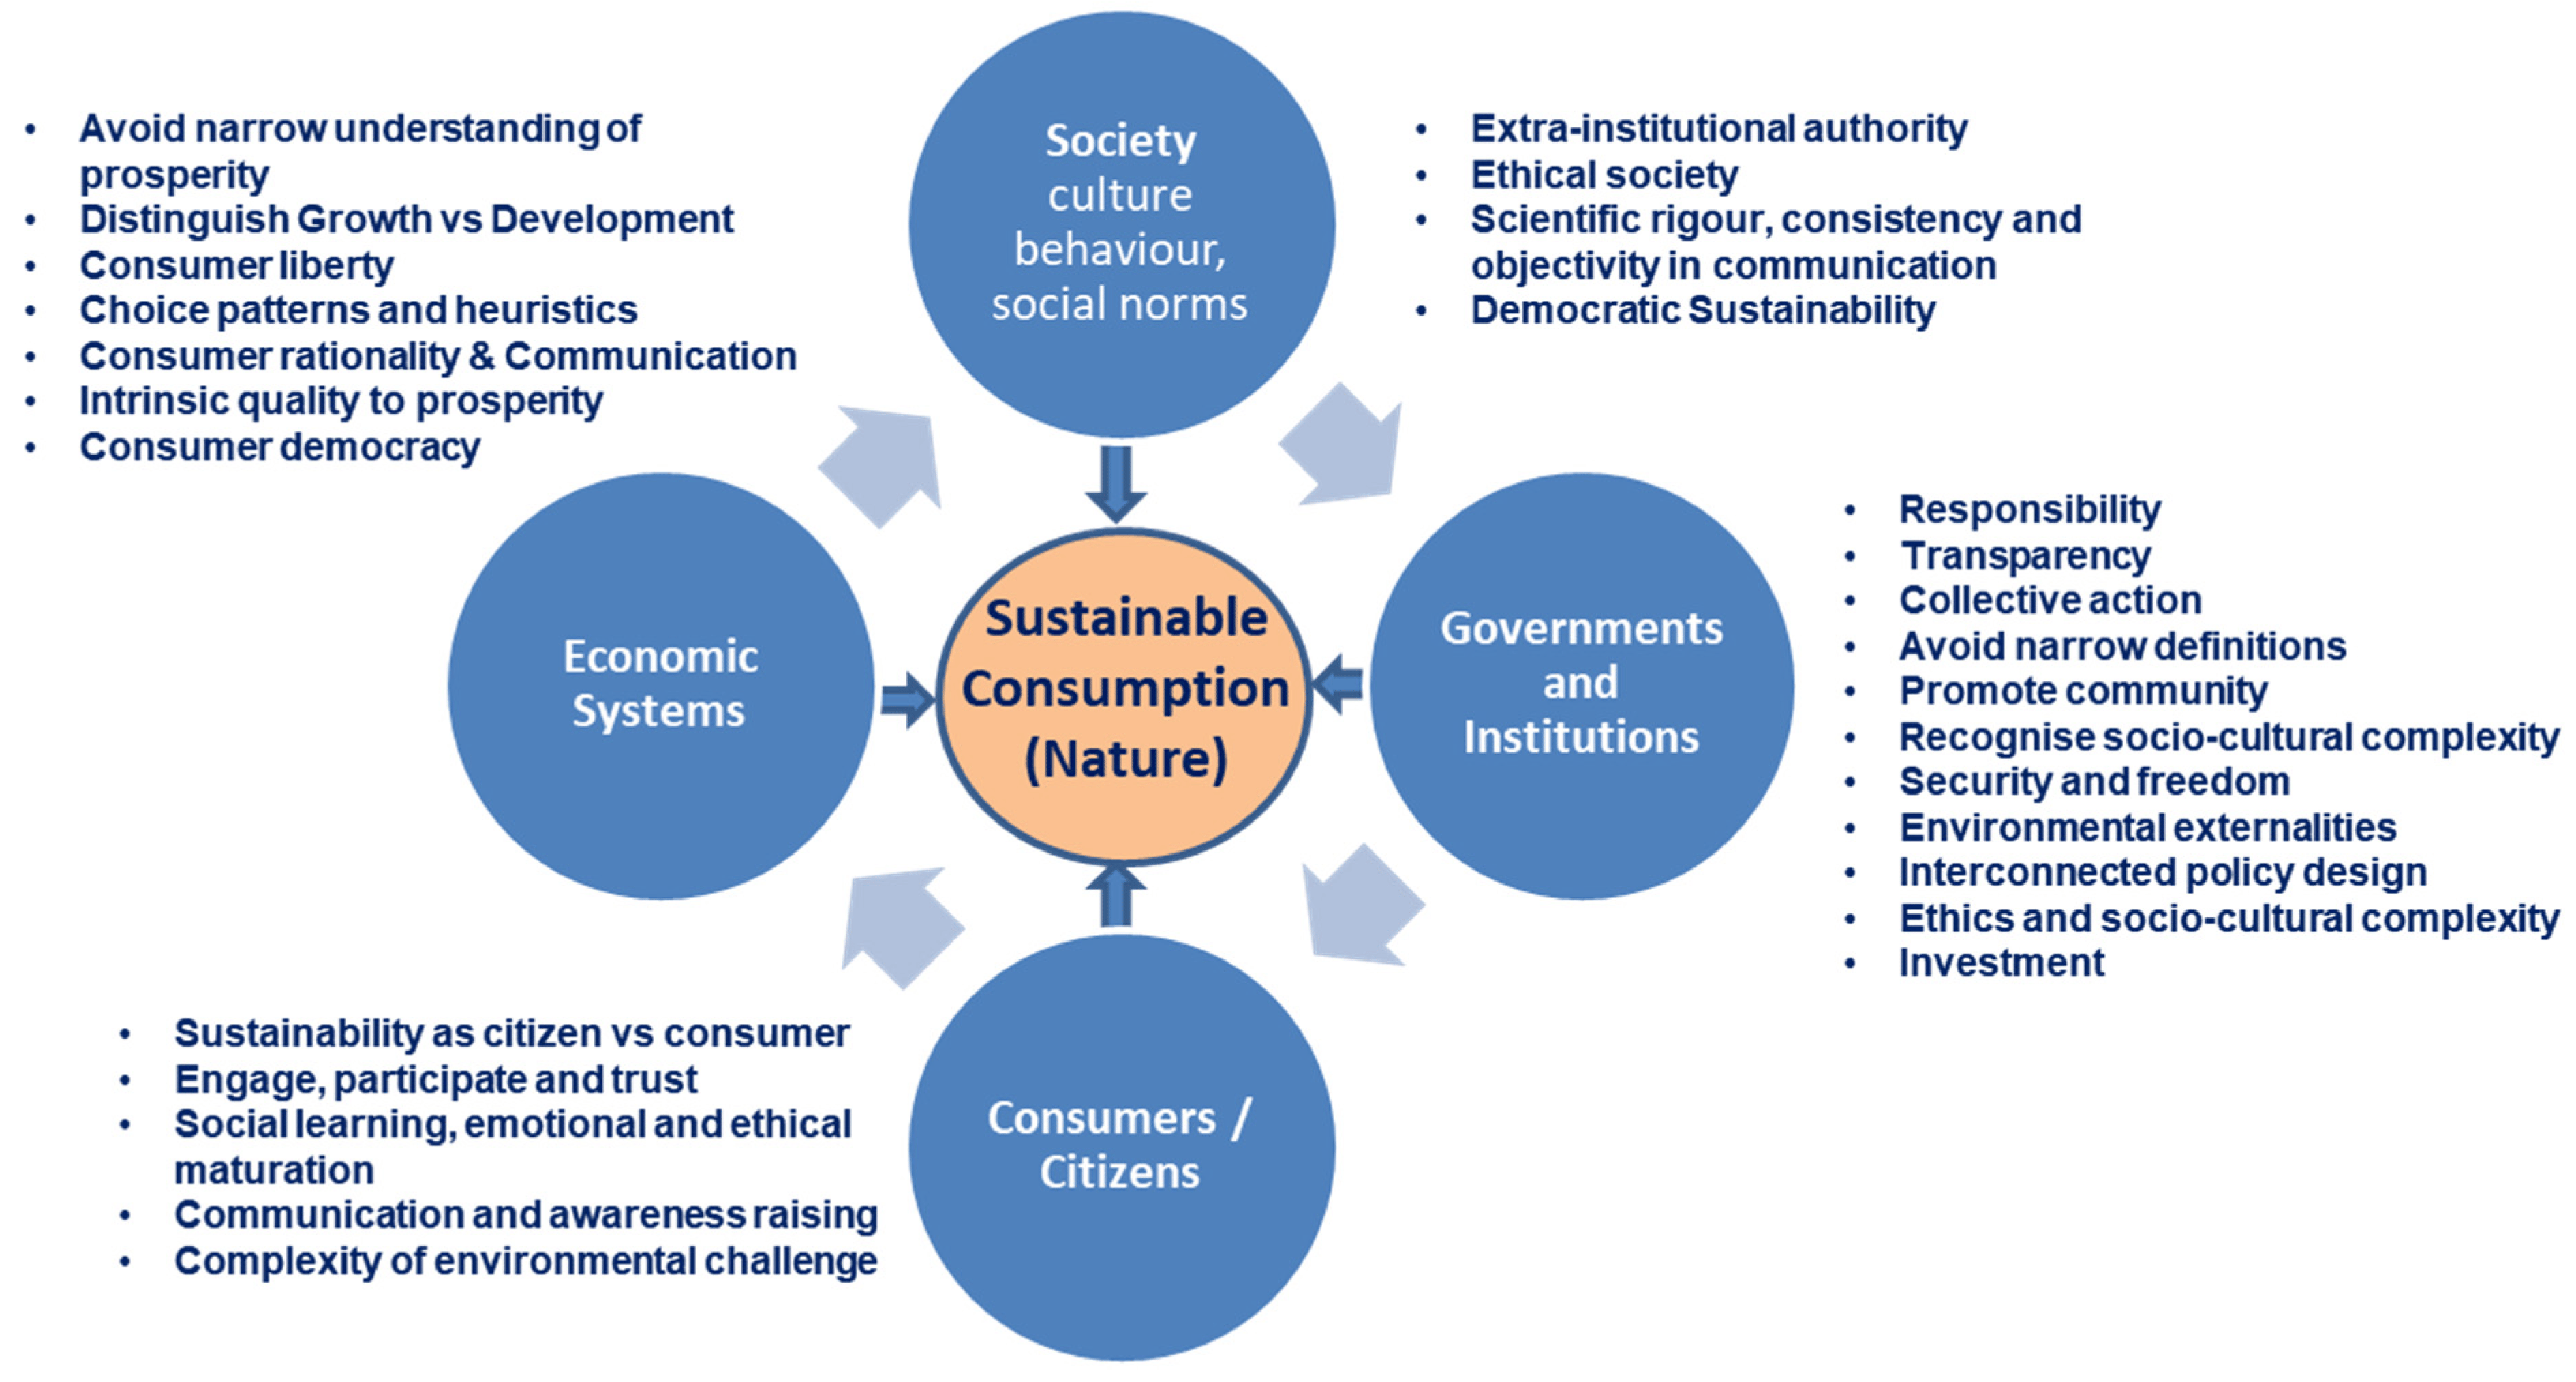 Society
culture
behaviour,
social norms
• Avoid narrow understanding of
prosperity
• Distinguish Growth vs Development
• Consumer liberty
• Choice patterns and heuristics
• Consumer rationality & Communication
• Intrinsic quality to prosperity
• Consumer democracy
• Extra-institutional authority
• Ethical society
• Scientific rigour, consistency and
objectivity in communication
• Democratic Sustainability
Economic
Systems
Sustainable
Consumption
(Nature)
Governments
and
Institutions
• Responsibility
• Transparency
• Collective action
• Avoid narrow definitions
• Promote community
• Recognise socio-cultural complexity
• Security and freedom
• Environmental externalities
• Interconnected policy design
• Ethics and socio-cultural complexity
• Investment
• Sustainability as citizen vs consumer
• Engage, participate and trust
• Social learning, emotional and ethical
maturation
• Communication and awareness raising
• Complexity of environmental challenge
Consumers /
Citizens